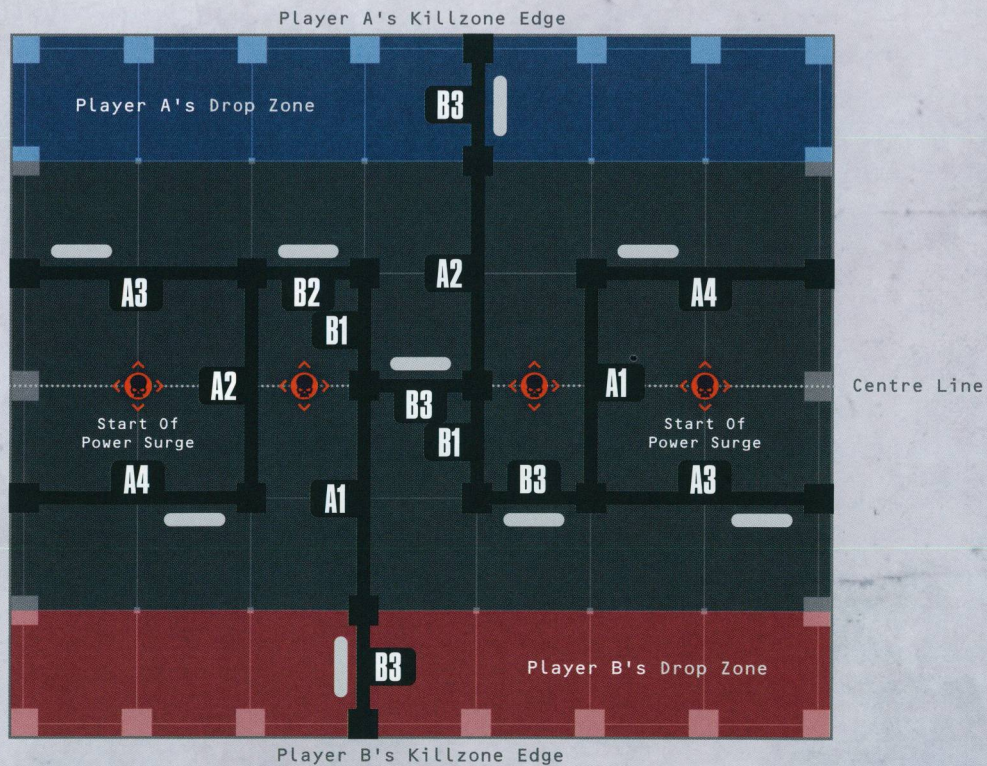 Player A's Killzone Edge
Player A's Drop Zone
B3
A2
A3
B2
A4
B1
A2
A1
Centre Line
B3
Start Of
Power Surge
Start Of
Power Surge
B1
A4
B3
A3
A1
B3
Player B's Drop Zone
Player B's Killzone Edge